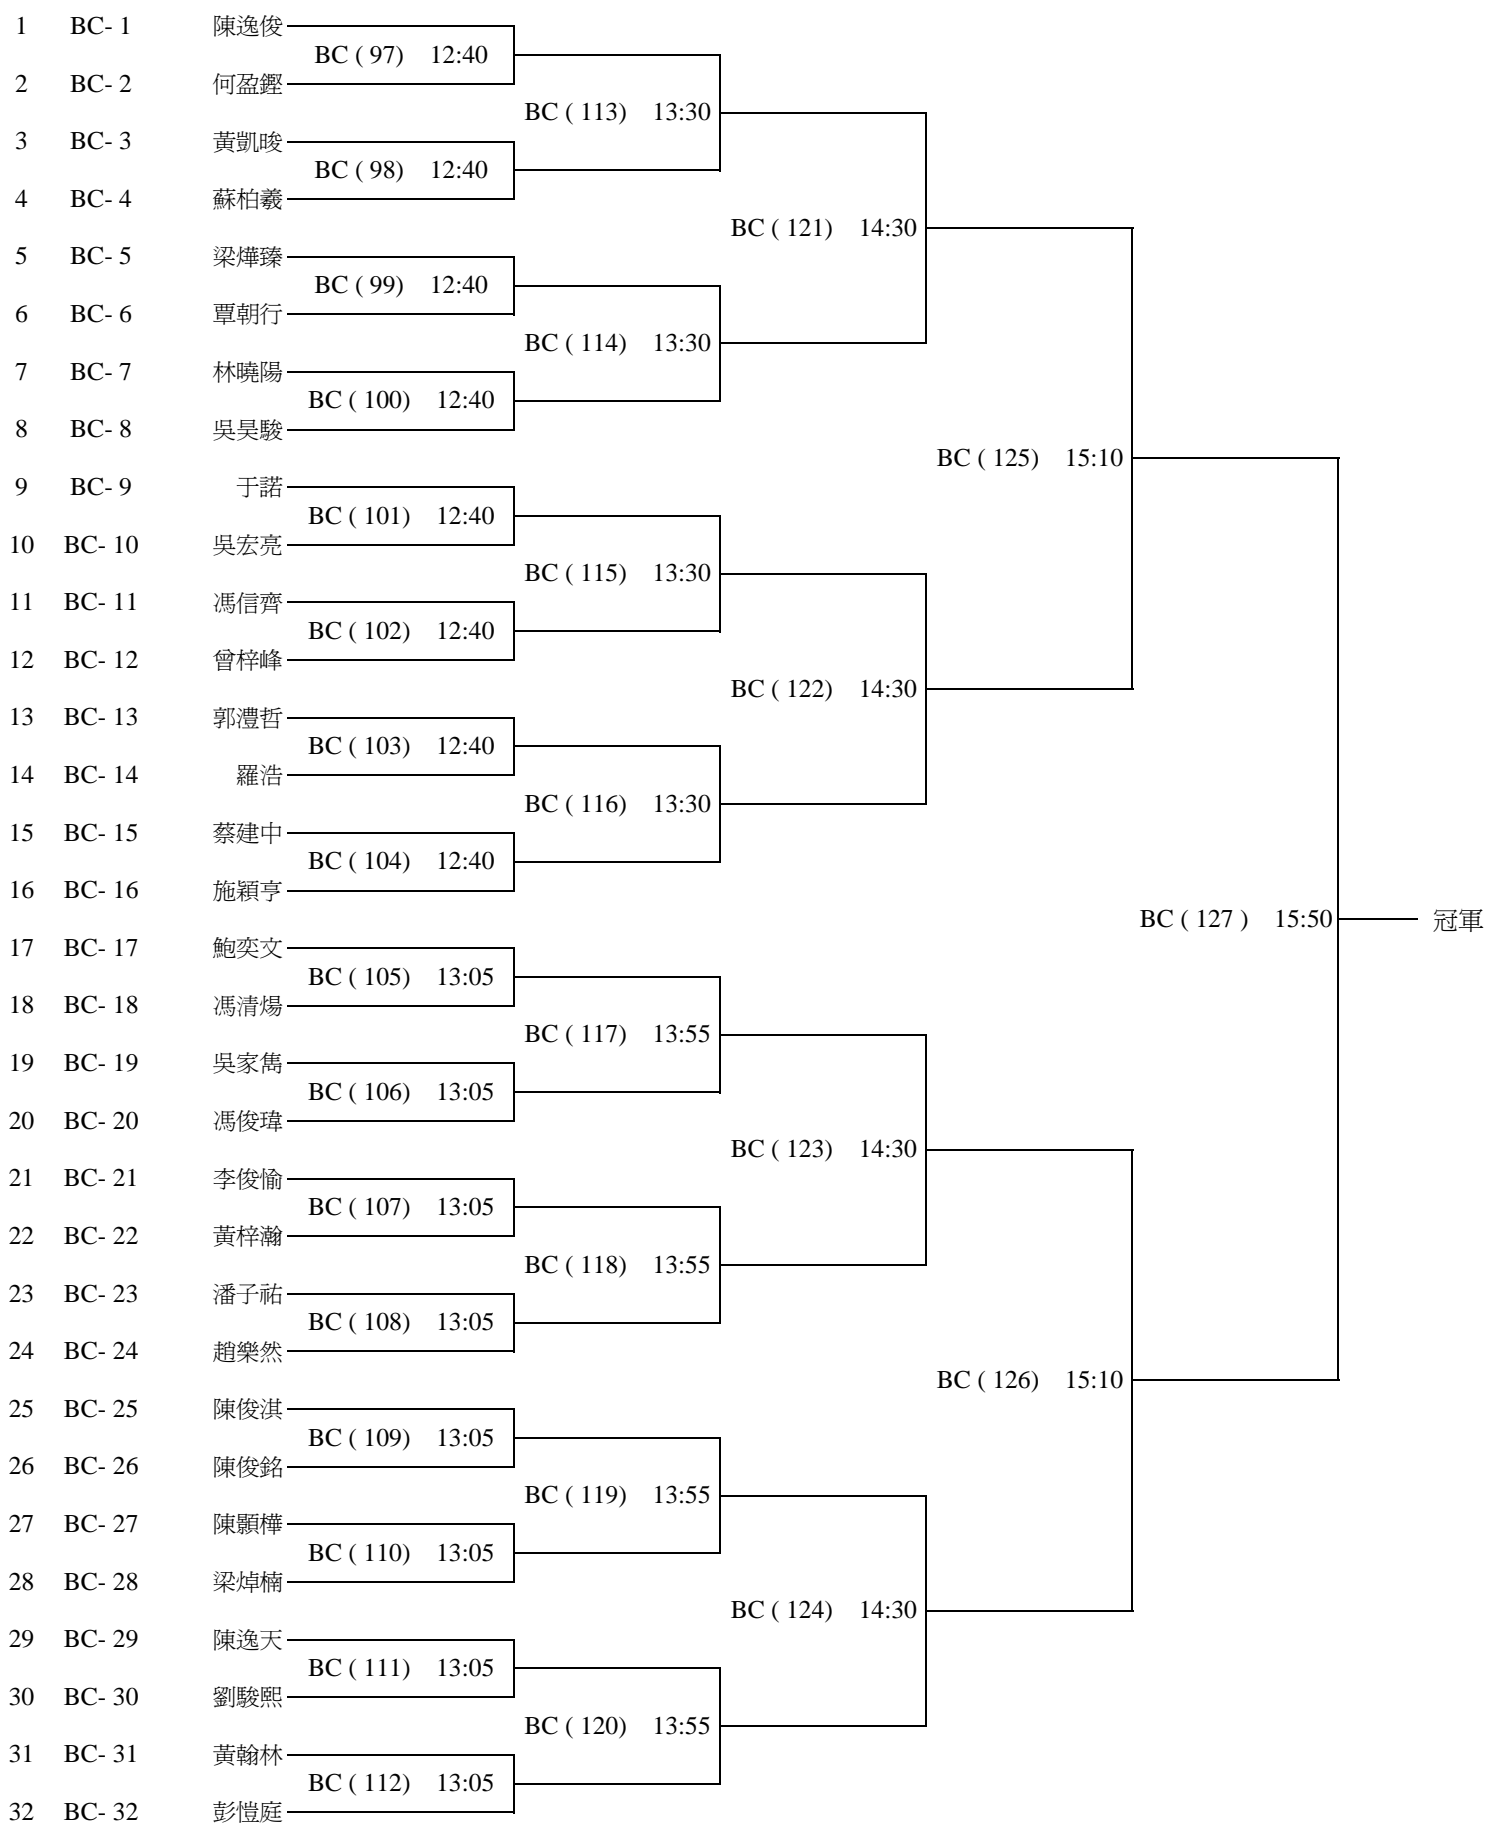 1 BC- 1 陳逸俊
BC ( 97) 12:40
2 BC- 2 何盈鏗
BC ( 113) 13:30
3 BC- 3 黃凱晙
BC ( 98) 12:40
4 BC- 4 蘇柏羲
BC ( 121) 14:30
5 BC- 5 梁燁臻
BC ( 99) 12:40
6 BC- 6 覃朝行
BC ( 114) 13:30
7 BC- 7 林曉陽
BC ( 100) 12:40
8 BC- 8 吳昊駿
BC ( 125) 15:10
9 BC- 9 于諾
BC ( 101) 12:40
10 BC- 10 吳宏亮
BC ( 115) 13:30
11 BC- 11 馮信齊
BC ( 102) 12:40
12 BC- 12 曾梓峰
BC ( 122) 14:30
13 BC- 13 郭澧哲
BC ( 103) 12:40
14 BC- 14 羅浩
BC ( 116) 13:30
15 BC- 15 蔡建中
BC ( 104) 12:40
16 BC- 16 施穎亨
BC ( 127 ) 15:50 冠軍
17 BC- 17 鮑奕文
BC ( 105) 13:05
18 BC- 18 馮清煬
BC ( 117) 13:55
19 BC- 19 吳家雋
BC ( 106) 13:05
20 BC- 20 馮俊瑋
BC ( 123) 14:30
21 BC- 21 李俊愉
BC ( 107) 13:05
22 BC- 22 黃梓瀚
BC ( 118) 13:55
23 BC- 23 潘子祐
BC ( 108) 13:05
24 BC- 24 趙樂然
BC ( 126) 15:10
25 BC- 25 陳俊淇
BC ( 109) 13:05
26 BC- 26 陳俊銘
BC ( 119) 13:55
27 BC- 27 陳顥樺
BC ( 110) 13:05
28 BC- 28 梁焯楠
BC ( 124) 14:30
29 BC- 29 陳逸天
BC ( 111) 13:05
30 BC- 30 劉駿熙
BC ( 120) 13:55
31 BC- 31 黃翰林
BC ( 112) 13:05
32 BC- 32 彭愷庭